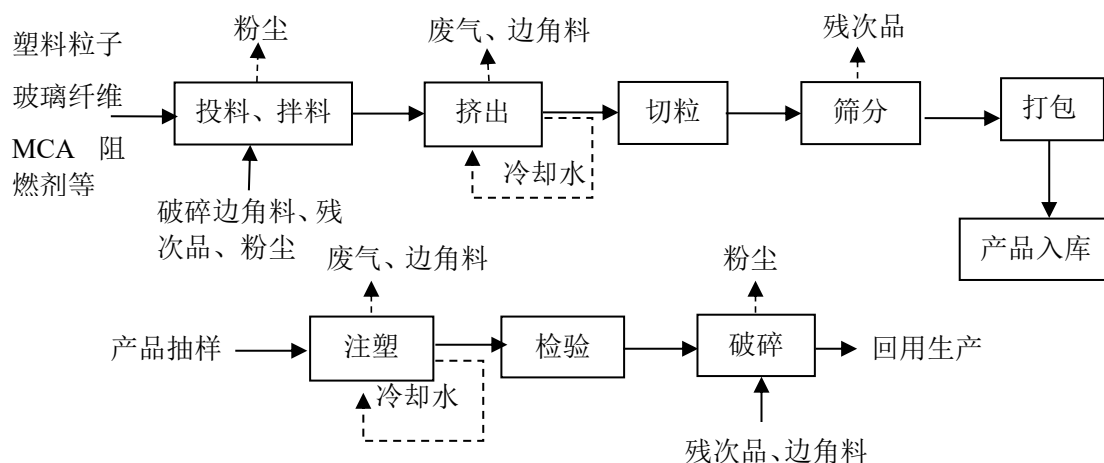 粉尘
废气、边角料
残次品
塑料粒子
玻璃纤维
MCA 阻
燃剂等
投料、拌料
挤出
切粒
筛分
打包
冷却水
破碎边角料、残
次品、粉尘
产品入库
废气、边角料
粉尘
产品抽样
注塑
检验
破碎
回用生产
冷却水
残次品、边角料